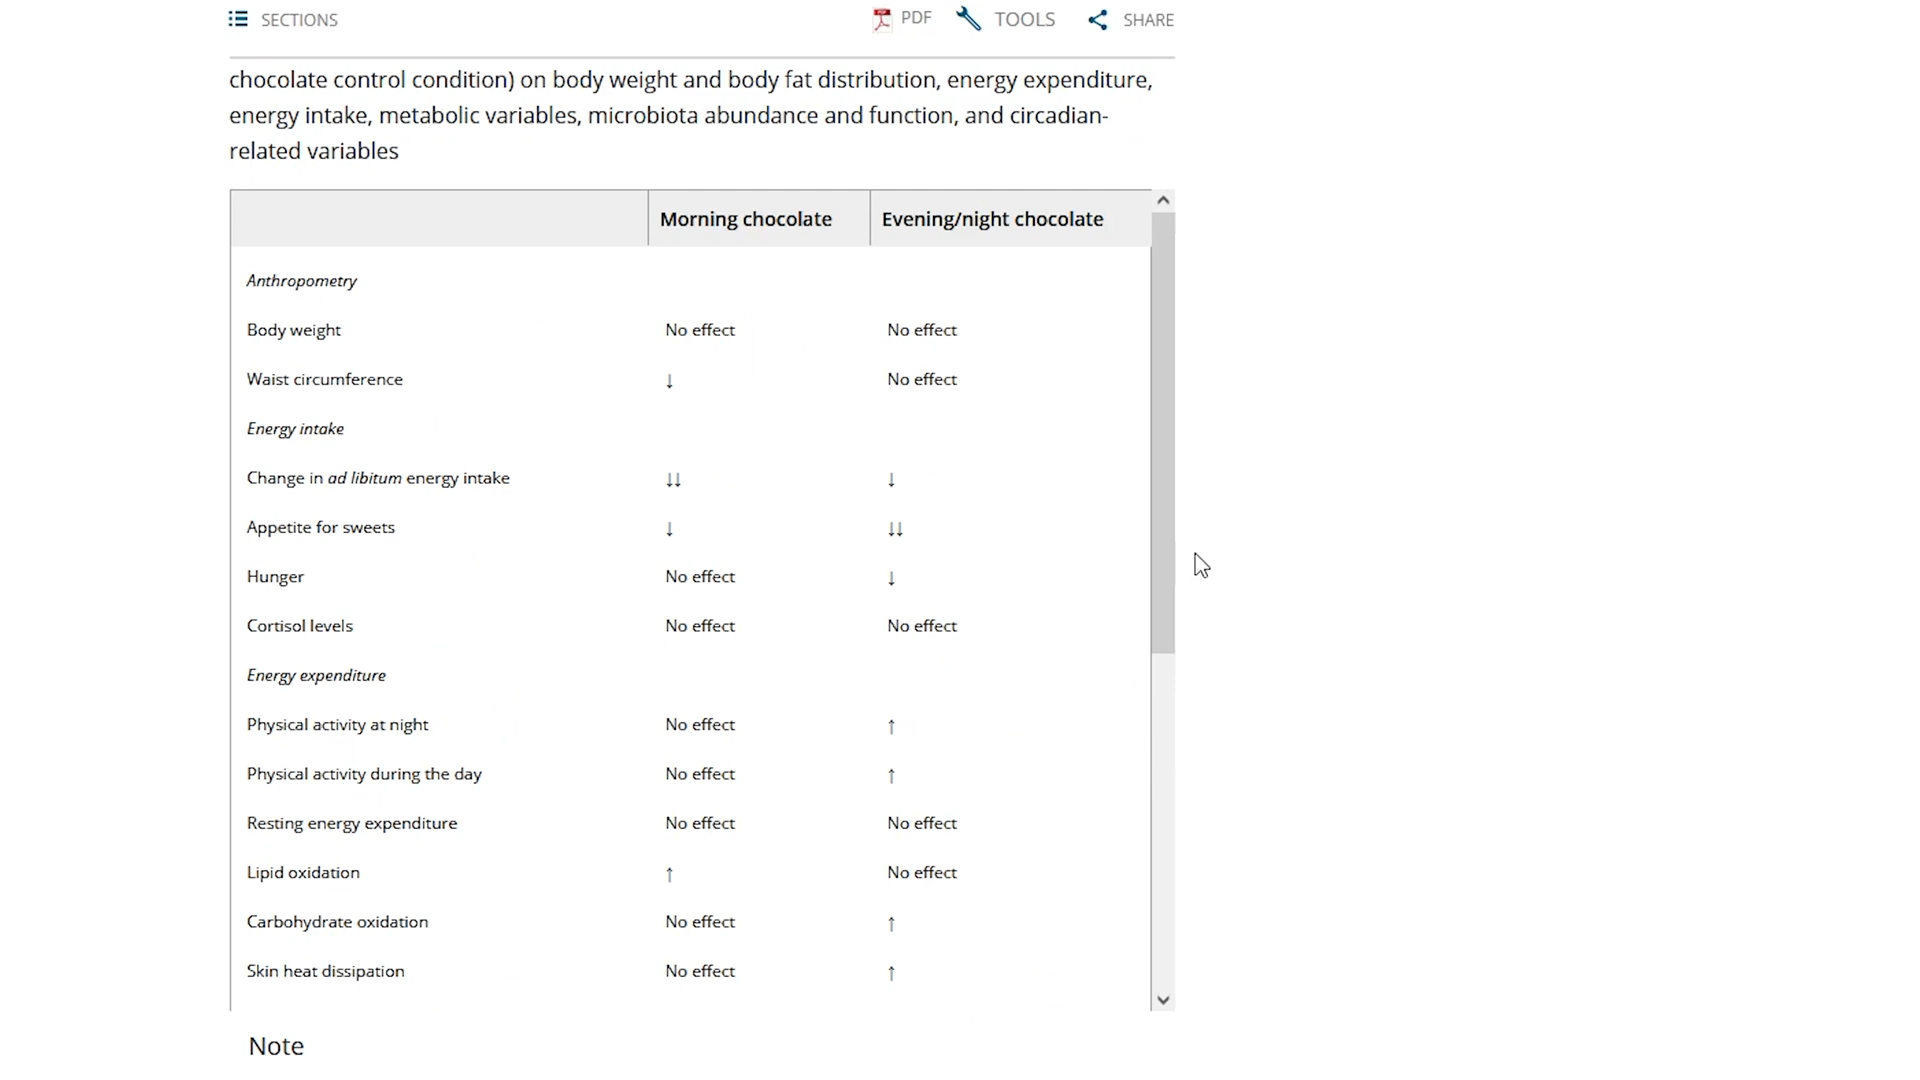 SECTIONS PDF TOOLS SHARE
chocolate control condition) on body weight and body fat distribution, energy expenditure,
energy intake, metabolic variables, microbiota abundance and function, and circadian-
related variables
Morning chocolate Evening/night chocolate
Anthropometry
Body weight No effect No effect
Waist circumference ↓ No effect
Energy intake
Change in ad libitum energy intake ↓↓ ↓
Appetite for sweets ↓ ↓↓
Hunger No effect ↓
Cortisol levels No effect No effect
Energy expenditure
Physical activity at night No effect ↑
Physical activity during the day No effect ↑
Resting energy expenditure No effect No effect
Lipid oxidation ↑ No effect
Carbohydrate oxidation No effect ↑
Skin heat dissipation No effect ↑
Note